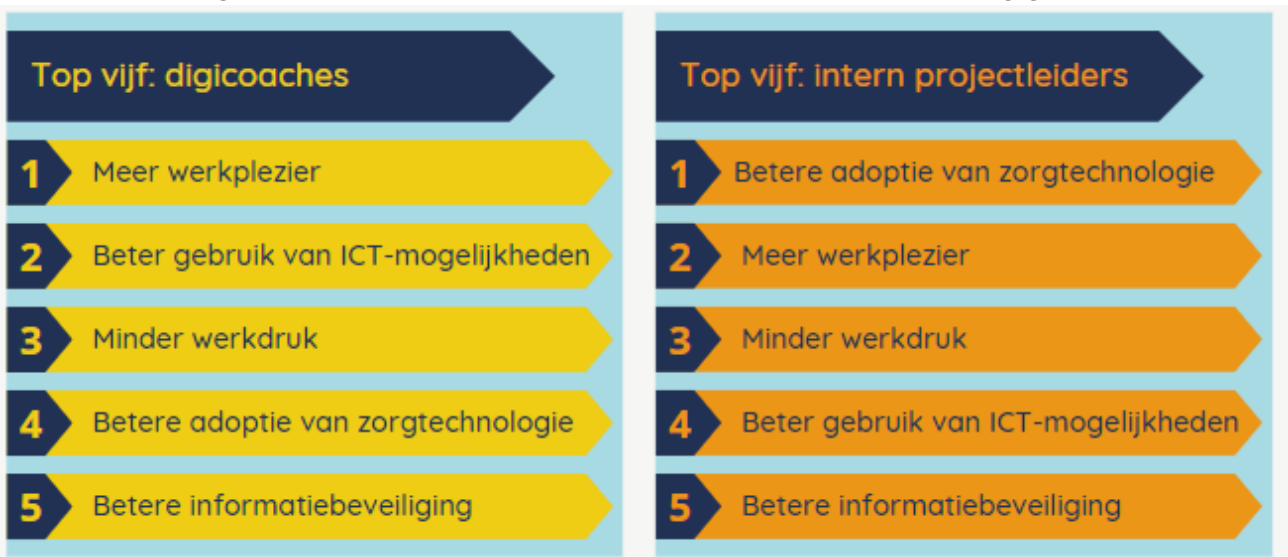 Top vijf: digicoaches
1 Meer werkplezier
2 Beter gebruik van ICT-mogelijkheden
3 Minder werkdruk
4 Betere adoptie van zorgtechnologie
5 Betere informatiebeveiliging
Top vijf: intern projectleiders
1 Betere adoptie van zorgtechnologie
2 Meer werkplezier
3 Minder werkdruk
4 Beter gebruik van ICT-mogelijkheden
5 Betere informatiebeveiliging